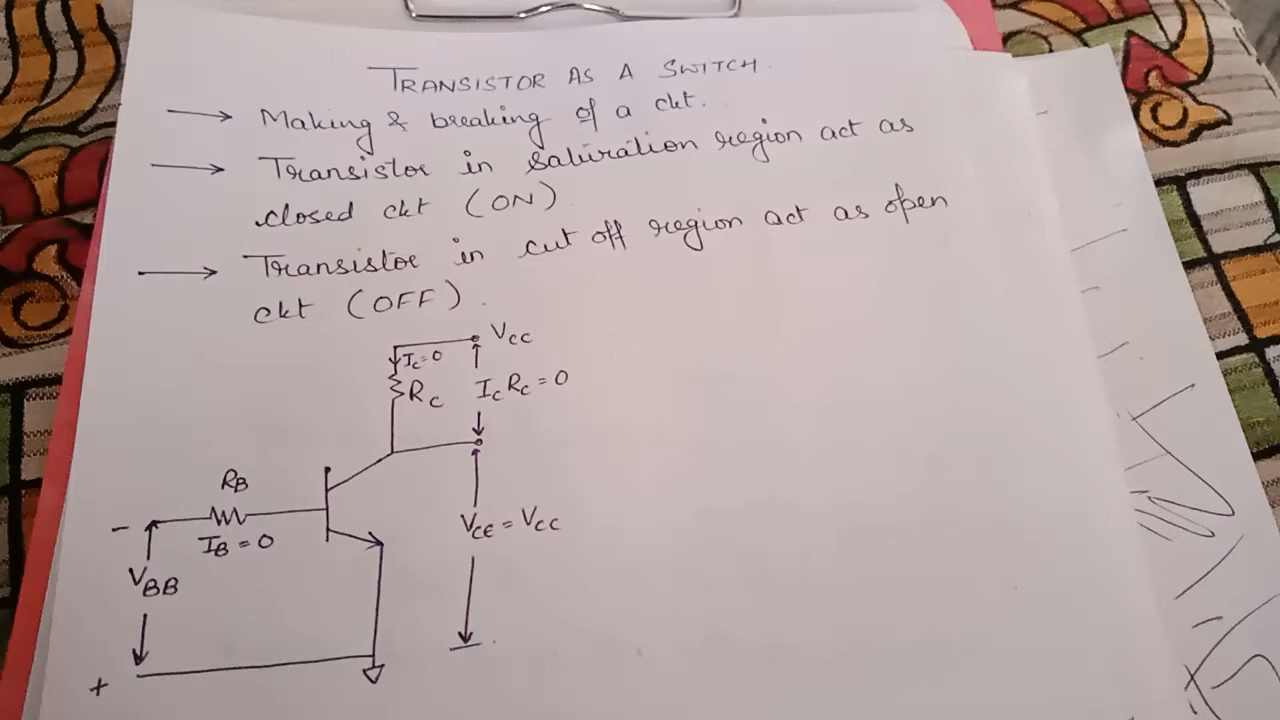 TRANSISTOR AS A SWITCH.
→ Making & breaking of a ckt.
→ Transistor in saturation region act as
closed ckt (ON)
→ Transistor in cut off region act as open
ckt (OFF).
VCC
IC=0
RC
ICRC=0
RB
-
IB=0
VCE=VCC
VBB
+